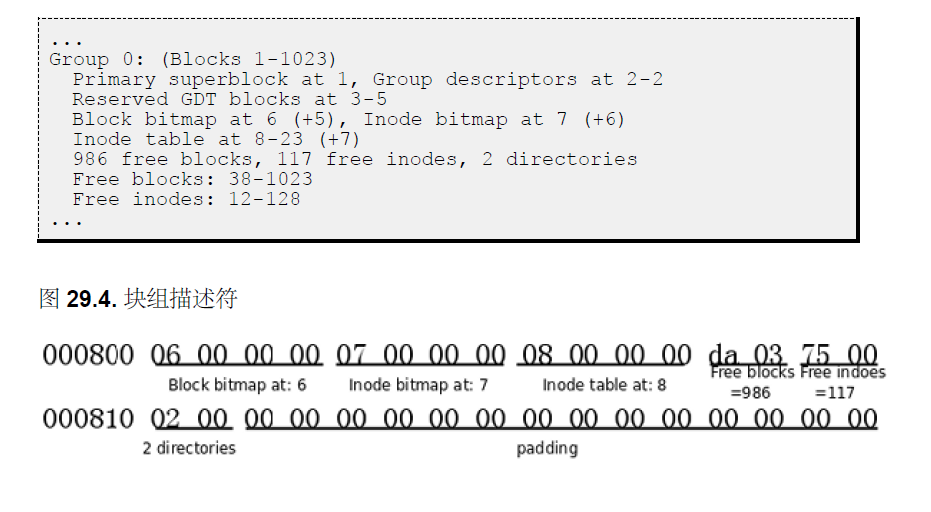 ...
Group 0: (Blocks 1-1023)
Primary superblock at 1, Group descriptors at 2-2
Reserved GDT blocks at 3-5
Block bitmap at 6 (+5), Inode bitmap at 7 (+6)
Inode table at 8-23 (+7)
986 free blocks, 117 free inodes, 2 directories
Free blocks: 38-1023
Free inodes: 12-128
...
图 29.4. 块组描述符
000800 06 00 00 00 07 00 00 00 08 00 00 00 da 03 75 00
Block bitmap at: 6 Inode bitmap at: 7 Inode table at: 8 Free blocks Free indoes
=986 =117
000810 02 00 00 00 00 00 00 00 00 00 00 00 00 00 00 00
2 directories padding